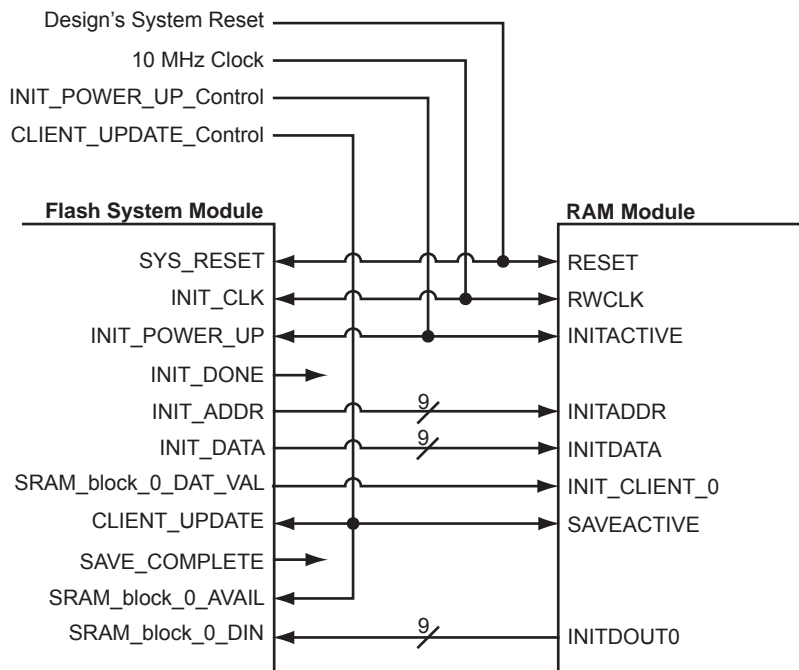 Design's System Reset
10 MHz Clock
INIT_POWER_UP_Control
CLIENT_UPDATE_Control
Flash System Module
RAM Module
SYS_RESET
RESET
INIT_CLK
RWCLK
INIT_POWER_UP
INITACTIVE
INIT_DONE
INIT_ADDR
9
INITADDR
INIT_DATA
9
INITDATA
SRAM_block_0_DAT_VAL
INIT_CLIENT_0
CLIENT_UPDATE
SAVEACTIVE
SAVE_COMPLETE
SRAM_block_0_AVAIL
SRAM_block_0_DIN
9
INITDOUT0